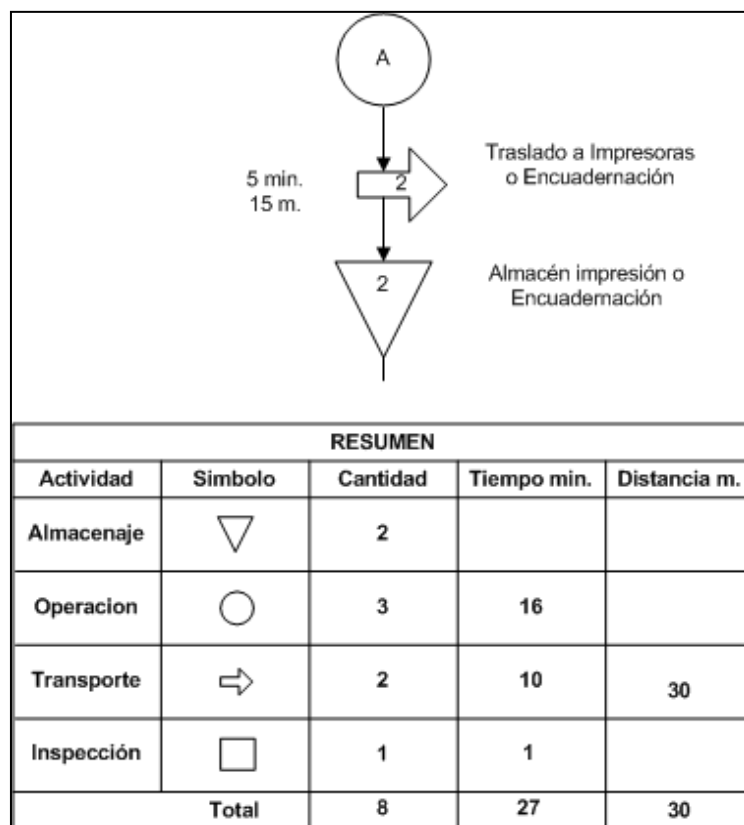 A
5 min.
15 m.
2
Traslado a Impresoras
o Encuadernación
2
Almacén impresión o
Encuadernación
RESUMEN
Actividad Simbolo Cantidad Tiempo min. Distancia m.
Almacenaje 2
Operacion 3 16
Transporte 2 10 30
Inspección 1 1
Total 8 27 30